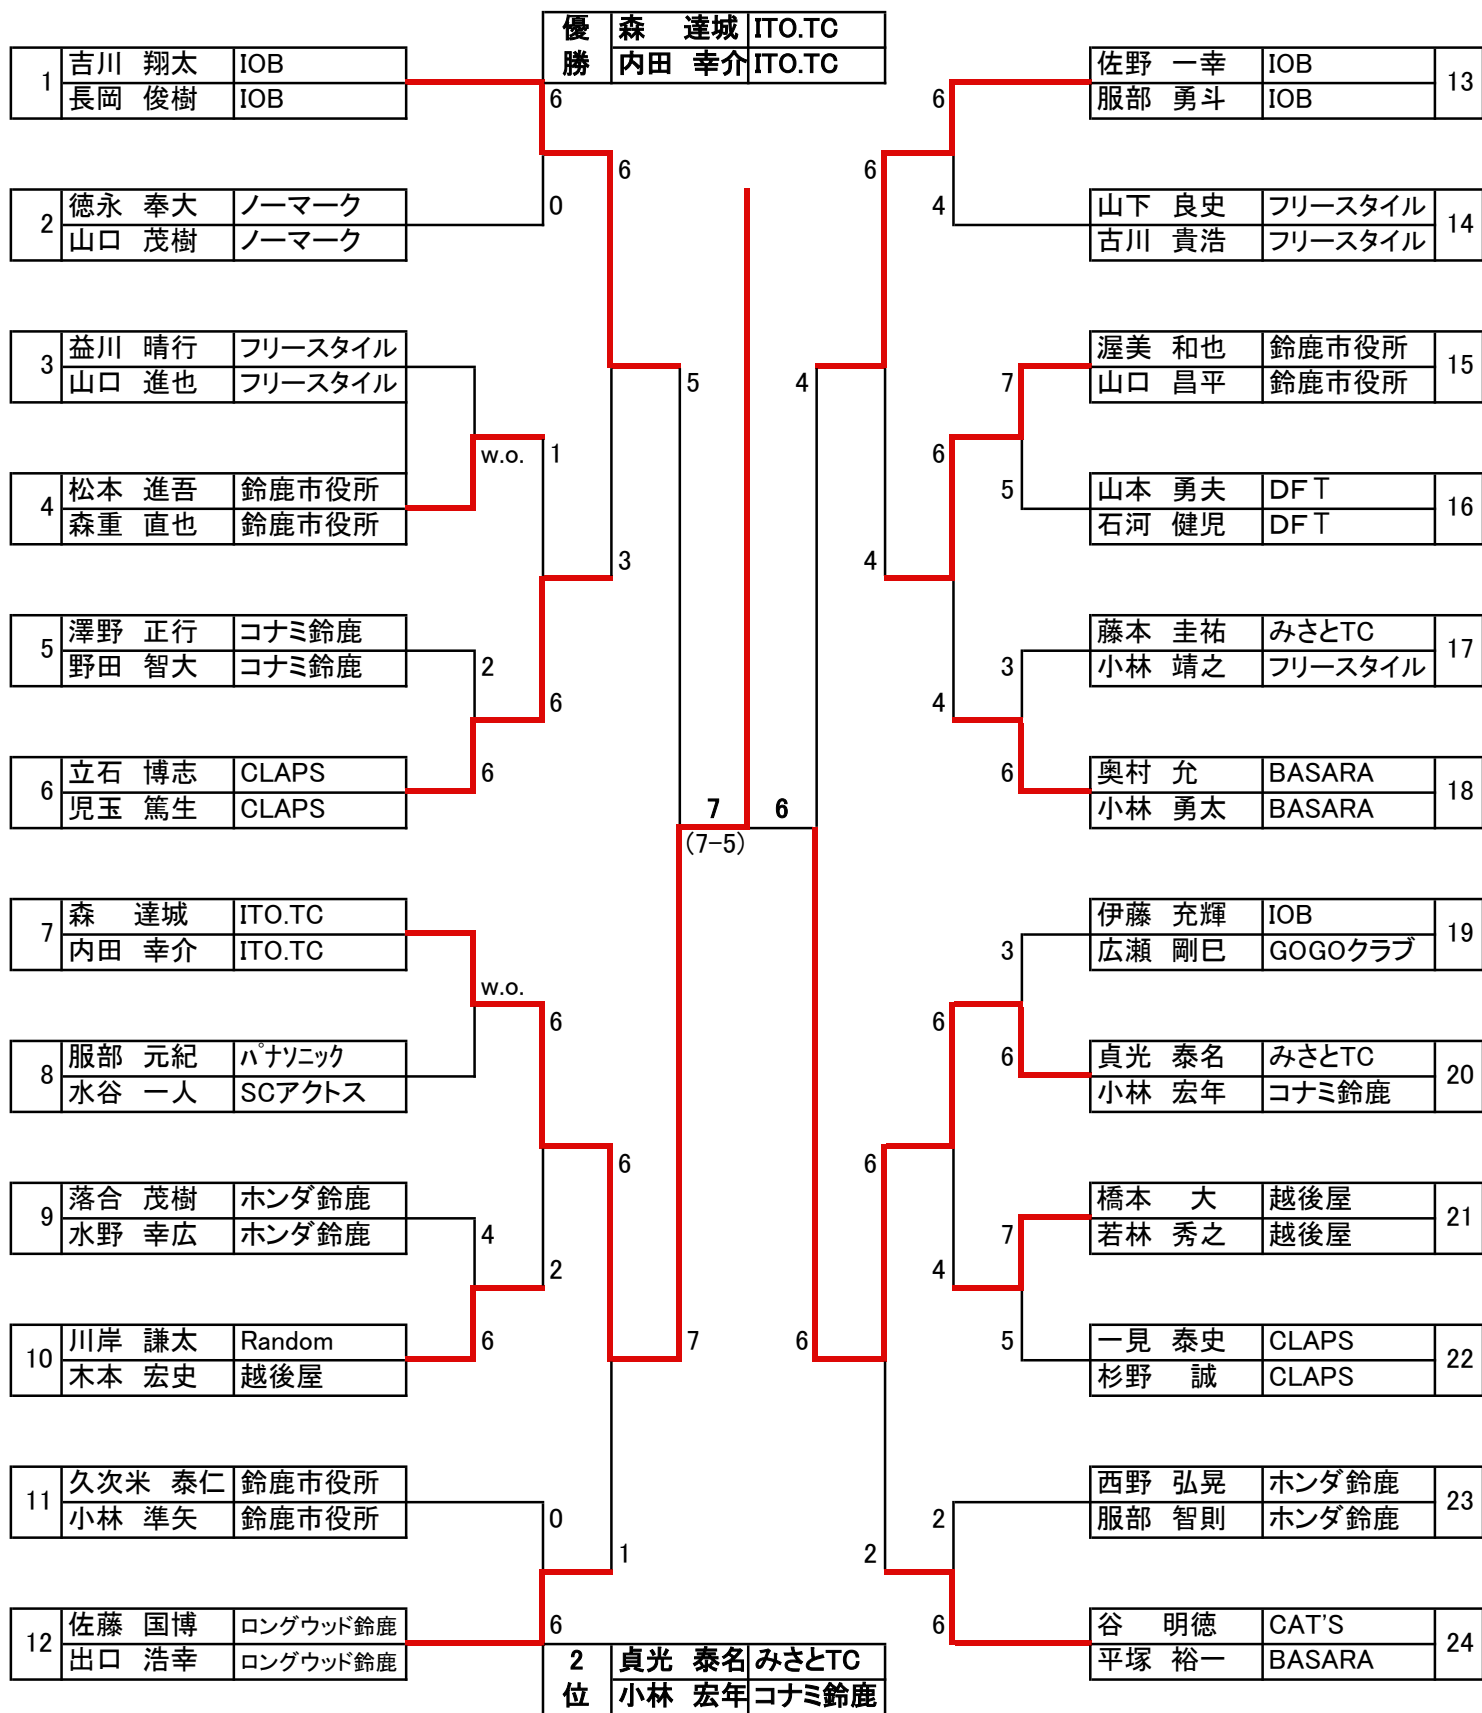 優勝 森 達城 ITO.TC
内田 幸介 ITO.TC
1 吉川 翔太 IOB
長岡 俊樹 IOB
6
0
2 徳永 奉大 ノーマーク
山口 茂樹 ノーマーク
6
3 益川 晴行 フリースタイル
山口 進也 フリースタイル
5
w.o.
1
4 松本 進吾 鈴鹿市役所
森重 直也 鈴鹿市役所
3
5 澤野 正行 コナミ鈴鹿
野田 智大 コナミ鈴鹿
2
6
6 立石 博志 CLAPS
児玉 篤生 CLAPS
6
7 6
(7-5)
7 森 達城 ITO.TC
内田 幸介 ITO.TC
w.o.
6
8 服部 元紀 パナソニック
水谷 一人 SCアクトス
6
9 落合 茂樹 ホンダ鈴鹿
水野 幸広 ホンダ鈴鹿
4
2
10 川岸 謙太 Random
木本 宏史 越後屋
6
7
11 久次米 泰仁 鈴鹿市役所
小林 準矢 鈴鹿市役所
0
1
12 佐藤 国博 ロングウッド鈴鹿
出口 浩幸 ロングウッド鈴鹿
6
佐野 一幸 IOB 13
服部 勇斗 IOB
6
6
4
山下 良史 フリースタイル 14
古川 貴浩 フリースタイル
渥美 和也 鈴鹿市役所 15
山口 昌平 鈴鹿市役所
4
7
6
5
山本 勇夫 DFT 16
石河 健児 DFT
4
藤本 圭祐 みさとTC 17
小林 靖之 フリースタイル
3
4
6
奥村 允 BASARA 18
小林 勇太 BASARA
伊藤 充輝 IOB 19
広瀬 剛巳 GOGOクラブ
3
6
6
貞光 泰名 みさとTC 20
小林 宏年 コナミ鈴鹿
6
橋本 大 越後屋 21
若林 秀之 越後屋
7
4
5
6
一見 泰史 CLAPS 22
杉野 誠 CLAPS
西野 弘晃 ホンダ鈴鹿 23
服部 智則 ホンダ鈴鹿
2
2
6
谷 明徳 CAT'S 24
平塚 裕一 BASARA
2位 貞光 泰名 みさとTC
小林 宏年 コナミ鈴鹿